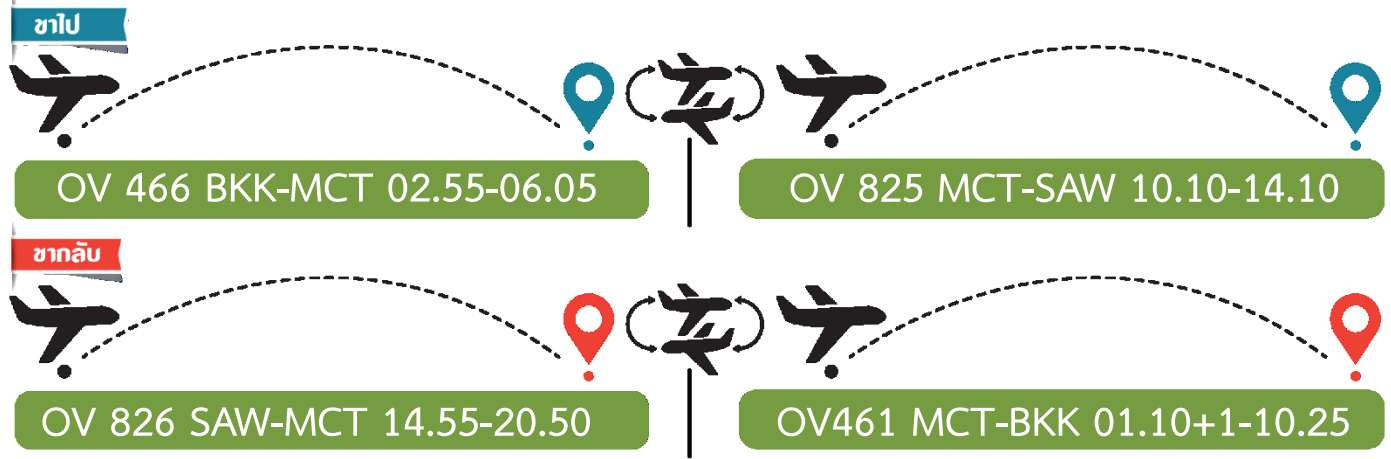 ขาไป
OV 466 BKK-MCT 02.55-06.05
OV 825 MCT-SAW 10.10-14.10
ขากลับ
OV 826 SAW-MCT 14.55-20.50
OV461 MCT-BKK 01.10+1-10.25